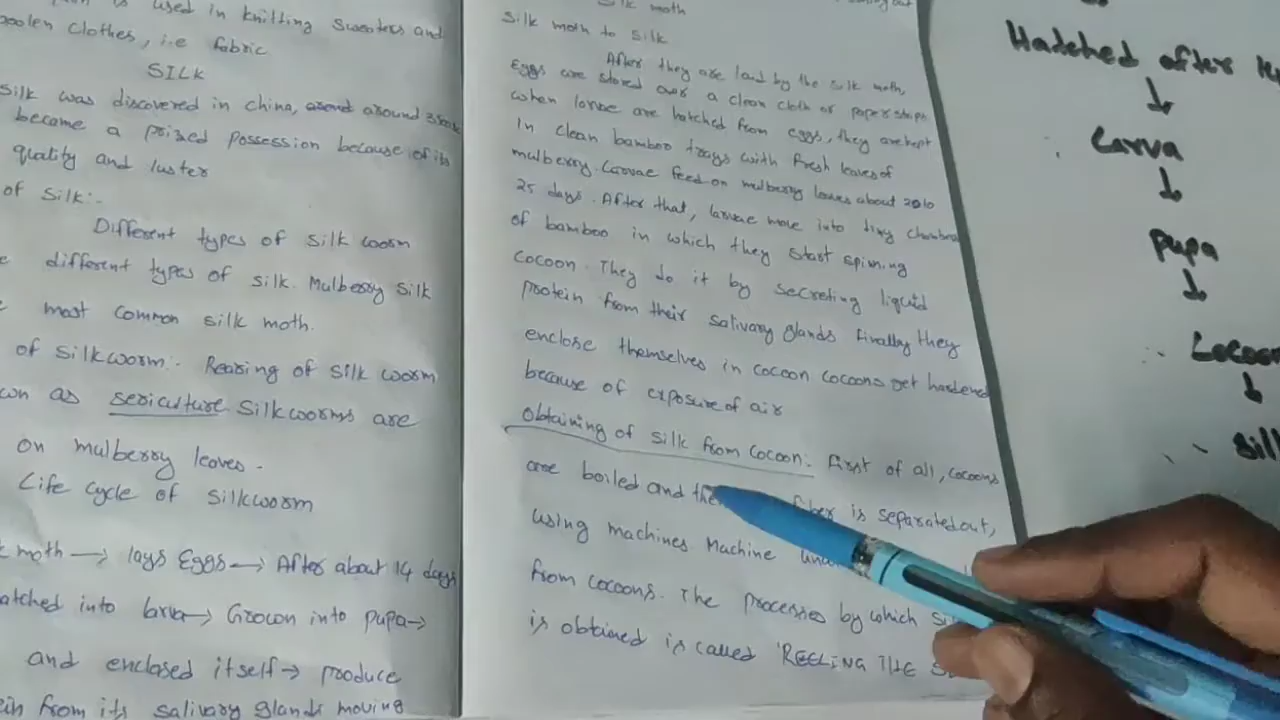 is used in knitting sweaters and
clothes, i.e fabric
SILK
Silk was discovered in china, around
became a prized possession because of its
quality and luster
of Silk:-
Different types of silk worm
different types of silk. Mulberry silk
most common silk moth.
of silkworm:- Rearing of silk worm
as sericulture silkworms are
on mulberry leaves.
Life cycle of silkworm
moth → lays Eggs → After about 14 days
into larva → Grown into pupa →
and enclosed itself → produce
from its salivary glands moving
silk moth
Silk moth to silk
After they are laid by the silk moth,
Eggs are stored over a clean cloth or paper strips
when larvae are hatched from eggs, they are kept
In clean bamboo trays with fresh leaves of
mulberry. Larvae feed on mulberry leaves about
25 days. After that, larvae move into tiny chambers
of bamboo in which they start spinning
cocoon. They do it by secreting liquid
protein from their salivary glands Finally they
enclose themselves in cocoon cocoons get hardened
because of exposure of air
Obtaining of silk from cocoon:- First of all, cocoons
are boiled and fiber is separated out,
using machines. Machine
from cocoons. The processes by which
is obtained is called 'REELING THE
Hatched after
Larva
↓
pupa
↓
Cocoon
↓